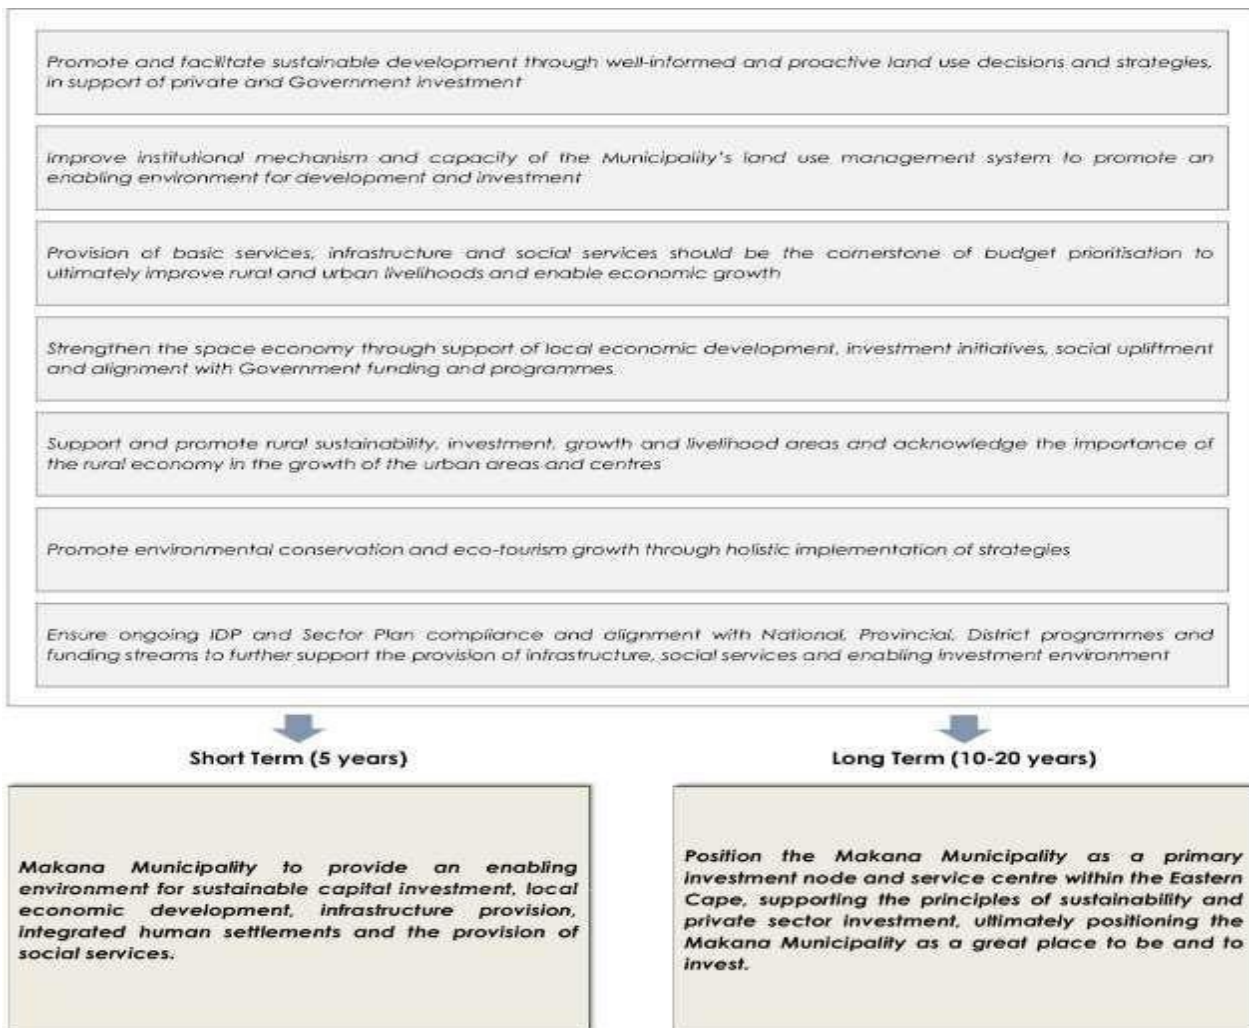 Promote and facilitate sustainable development through well-informed and proactive land use decisions and strategies,
in support of private and Government investment
Improve institutional mechanism and capacity of the Municipality's land use management system to promote an
enabling environment for development and investment
Provision of basic services, infrastructure and social services should be the cornerstone of budget prioritisation to
ultimately improve rural and urban livelihoods and enable economic growth
Strengthen the space economy through support of local economic development, investment initiatives, social upliftment
and alignment with Government funding and programmes
Support and promote rural sustainability, investment, growth and livelihood areas and acknowledge the importance of
the rural economy in the growth of the urban areas and centres
Promote environmental conservation and eco-tourism growth through holistic implementation of strategies
Ensure ongoing IDP and Sector Plan compliance and alignment with National, Provincial, District programmes and
funding streams to further support the provision of infrastructure, social services and enabling investment environment
Short Term (5 years)
Makana Municipality to provide an enabling
environment for sustainable capital investment, local
economic development, infrastructure provision,
integrated human settlements and the provision of
social services.
Long Term (10-20 years)
Position the Makana Municipality as a primary
investment node and service centre within the Eastern
Cape, supporting the principles of sustainability and
private sector investment, ultimately positioning the
Makana Municipality as a great place to be and to
invest.